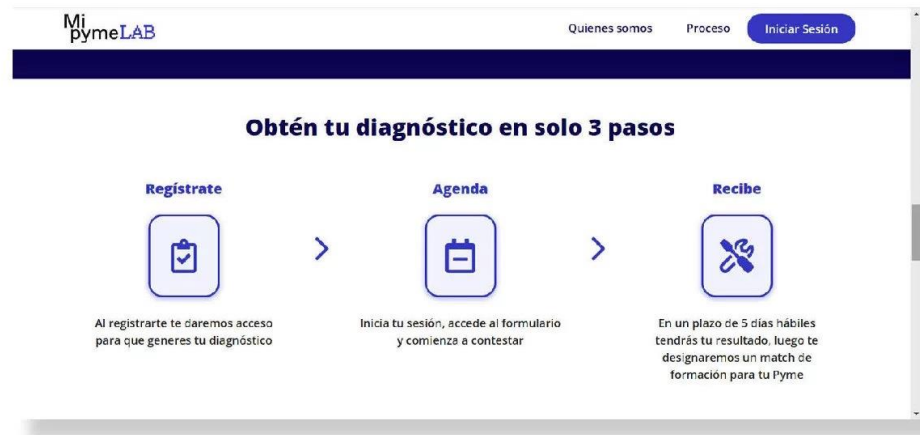 Mi
pymeLAB
Quienes somos
Proceso
Iniciar Sesión
Obtén tu diagnóstico en solo 3 pasos
Regístrate
Al registrarte te daremos acceso
para que generes tu diagnóstico
Agenda
Inicia tu sesión, accede al formulario
y comienza a contestar
Recibe
En un plazo de 5 días hábiles
tendrás tu resultado, luego te
designaremos un match de
formación para tu Pyme